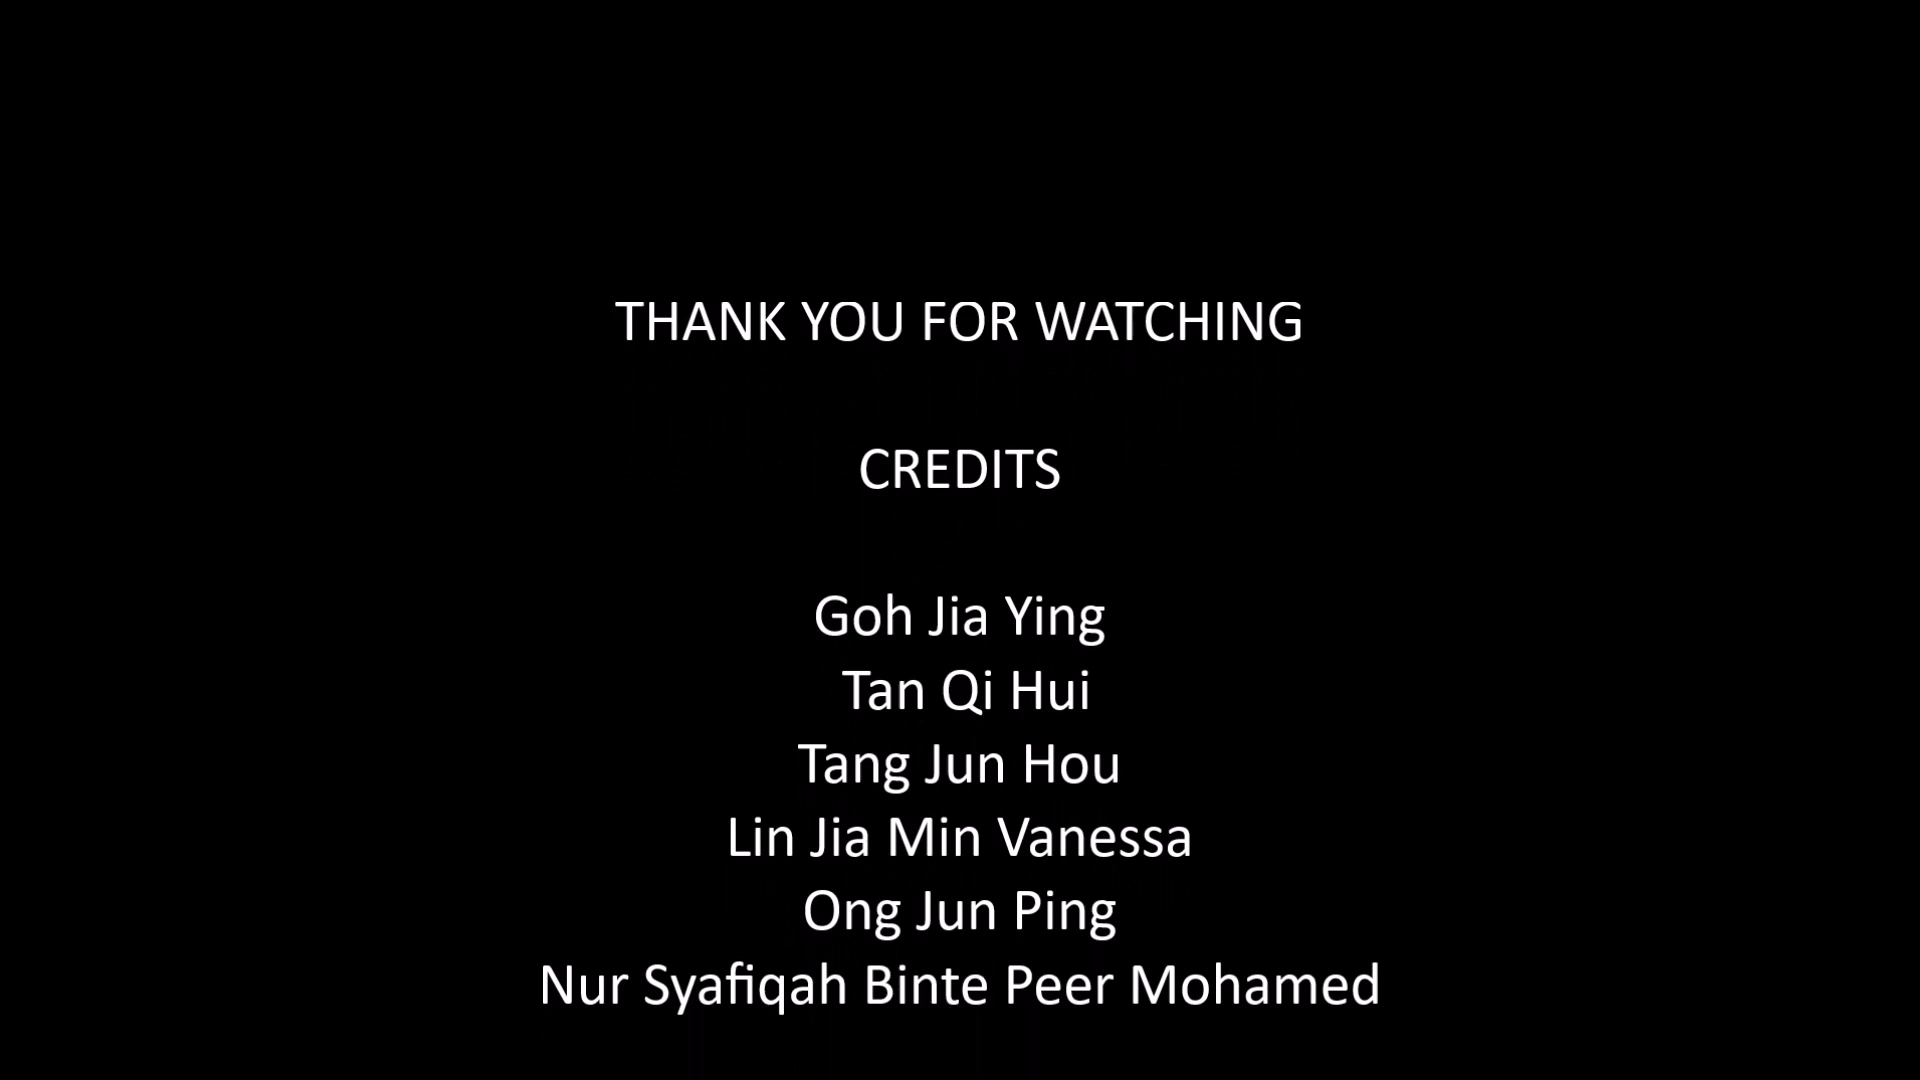 THANK YOU FOR WATCHING
CREDITS
Goh Jia Ying
Tan Qi Hui
Tang Jun Hou
Lin Jia Min Vanessa
Ong Jun Ping
Nur Syafiqah Binte Peer Mohamed